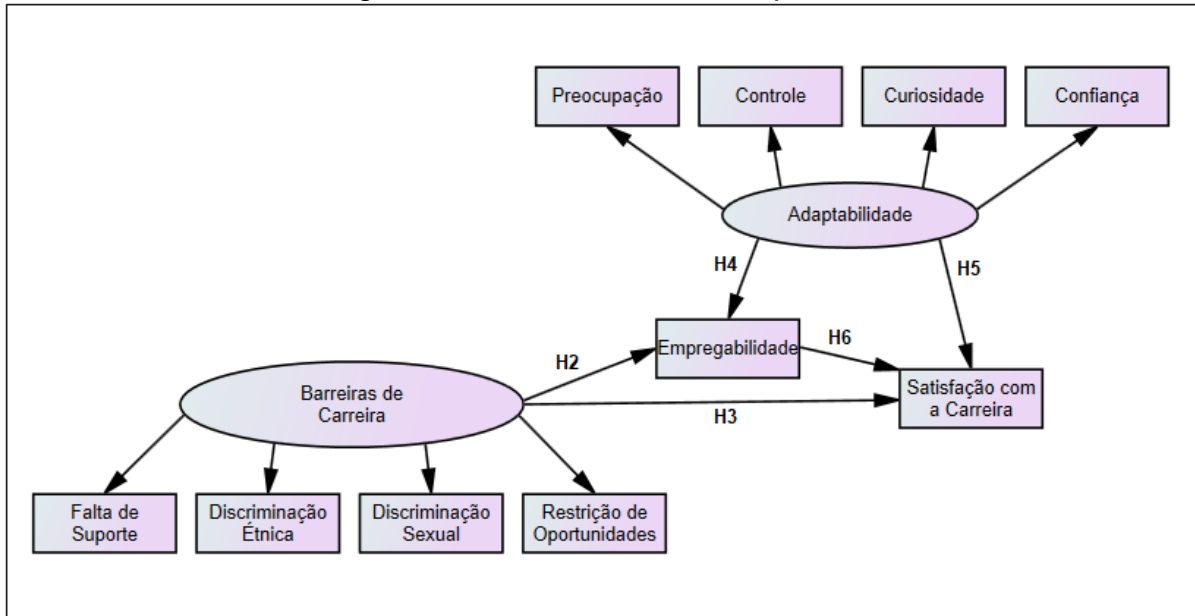 Preocupação
Controle
Curiosidade
Confiança
Adaptabilidade
H4
H5
Empregabilidade
H6
H2
Barreiras de
Carreira
Satisfação com
a Carreira
H3
Falta de
Suporte
Discriminação
Étnica
Discriminação
Sexual
Restrição de
Oportunidades